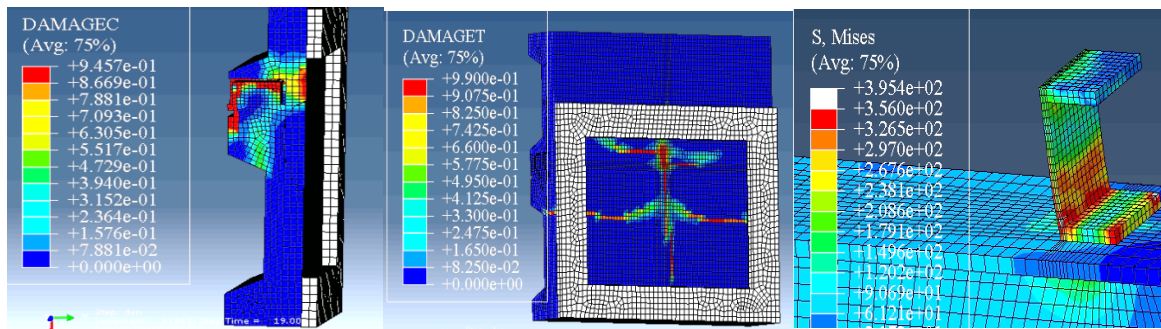 DAMAGEC
(Avg: 75%)
+9.457e-01
+8.669e-01
+7.881e-01
+7.093e-01
+6.305e-01
+5.517e-01
+4.729e-01
+3.940e-01
+3.152e-01
+2.364e-01
+1.576e-01
+7.881e-02
+0.000e+00
Time = 19.00
DAMAGET
(Avg: 75%)
+9.900e-01
+9.075e-01
+8.250e-01
+7.425e-01
+6.600e-01
+5.775e-01
+4.950e-01
+4.125e-01
+3.300e-01
+2.475e-01
+1.650e-01
+8.250e-02
+0.000e+00
S, Mises
(Avg: 75%)
+3.954e+02
+3.560e+02
+3.265e+02
+2.970e+02
+2.676e+02
+2.381e+02
+2.086e+02
+1.791e+02
+1.496e+02
+1.202e+02
+9.069e+01
+6.121e+01